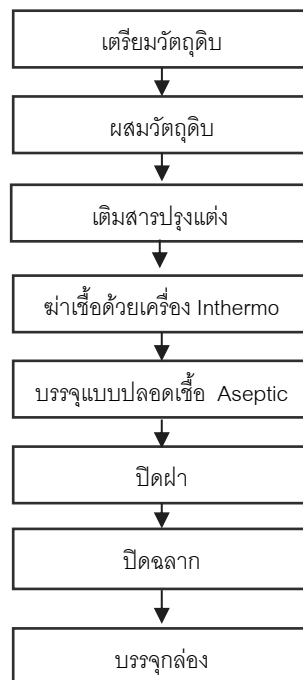 เตรียมวัตถุดิบ
ผสมวัตถุดิบ
เติมสารปรุงแต่ง
ฆ่าเชื้อด้วยเครื่อง Inthermo
บรรจุแบบปลอดเชื้อ Aseptic
ปิดฝา
ปิดฉลาก
บรรจุกล่อง